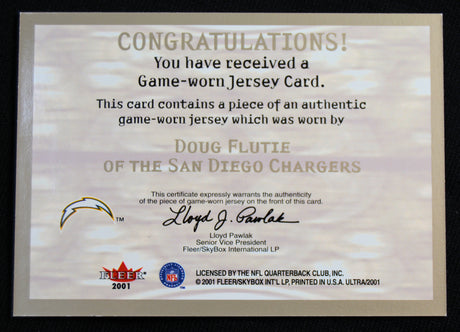 CONGRATULATIONS!
You have received a
Game-worn Jersey Card.
This card contains a piece of an authentic
game-worn jersey which was worn by
DOUG FLUTIE
OF THE SAN DIEGO CHARGERS
This certificate expressly warrants the authenticity
of the piece of game-worn jersey on the front of this card.
TM
Lloyd J. Pawlak
Lloyd Pawlak
Senior Vice President
Fleer/SkyBox International LP
FLEER
2001
LICENSED BY THE NFL QUARTERBACK CLUB, INC.
© 2001 FLEER/SKYBOX INT'L LP, PRINTED IN U.S.A. ULTRA/2001